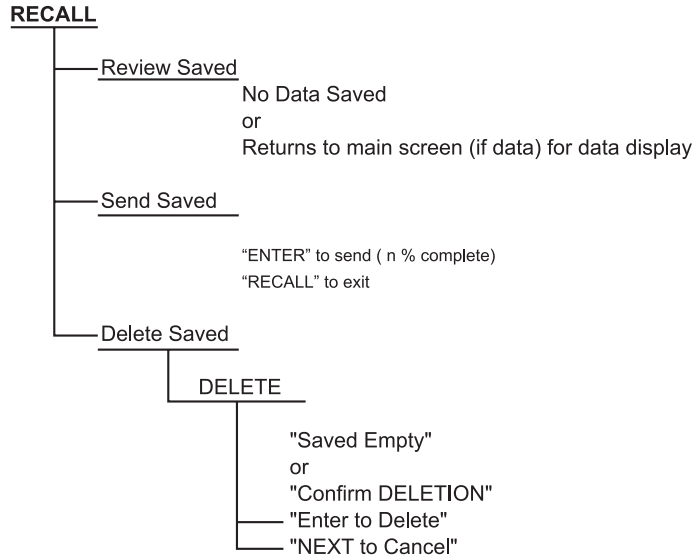 RECALL
Review Saved
No Data Saved
or
Returns to main screen (if data) for data display
Send Saved
“ENTER” to send ( n % complete)
“RECALL” to exit
Delete Saved
DELETE
"Saved Empty"
or
"Confirm DELETION"
"Enter to Delete"
"NEXT to Cancel"